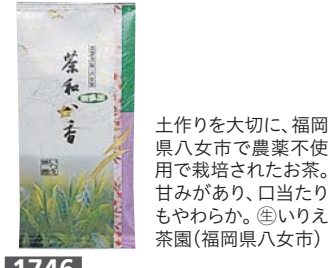 茶和が香
土作りを大切に、福岡
県八女市で農薬不使
用で栽培されたお茶。
甘みがあり、口当たり
もやわらか。㊓いりえ
茶園(福岡県八女市)
1746